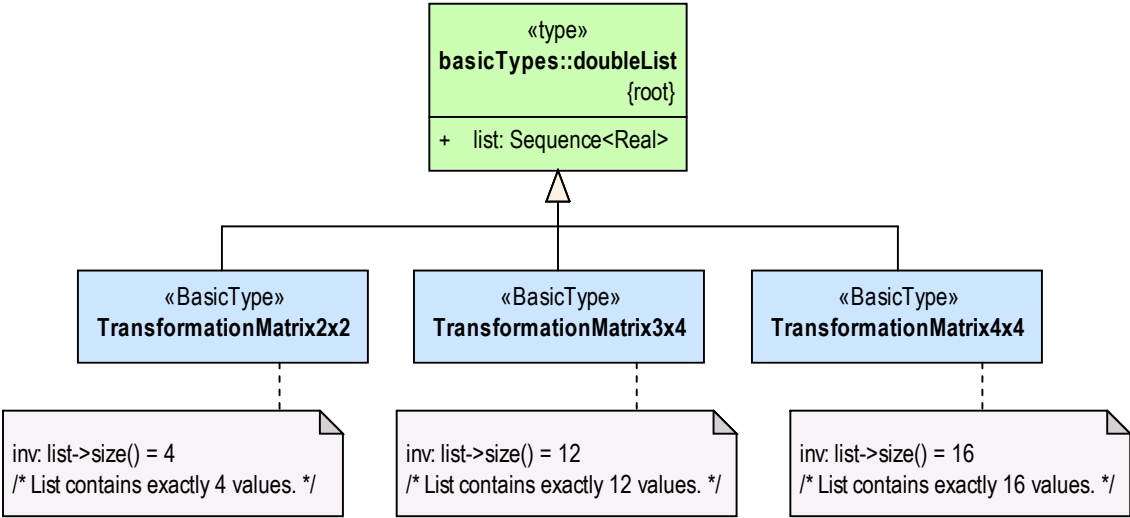 «type»
basicTypes::doubleList
{root}
+ list: Sequence<Real>
«BasicType»
TransformationMatrix2x2
«BasicType»
TransformationMatrix3x4
«BasicType»
TransformationMatrix4x4
inv: list->size() = 4
/* List contains exactly 4 values. */
inv: list->size() = 12
/* List contains exactly 12 values. */
inv: list->size() = 16
/* List contains exactly 16 values. */